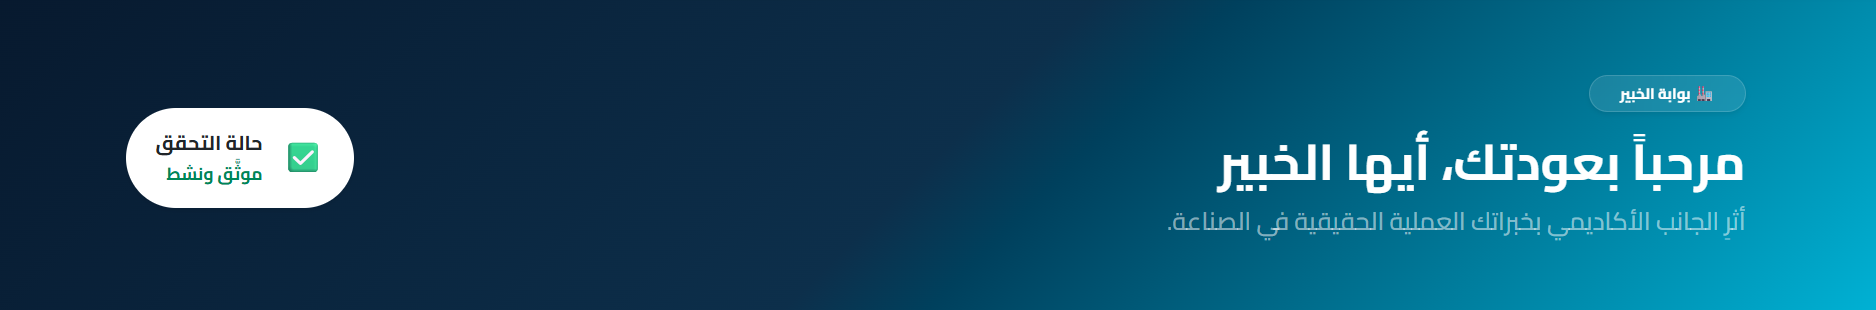 بوابة الخبير
مرحباً بعودتك، أيها الخبير
أثرِ الجانب الأكاديمي بخبراتك العملية الحقيقية في الصناعة.
حالة التحقق
موثَّق ونشط